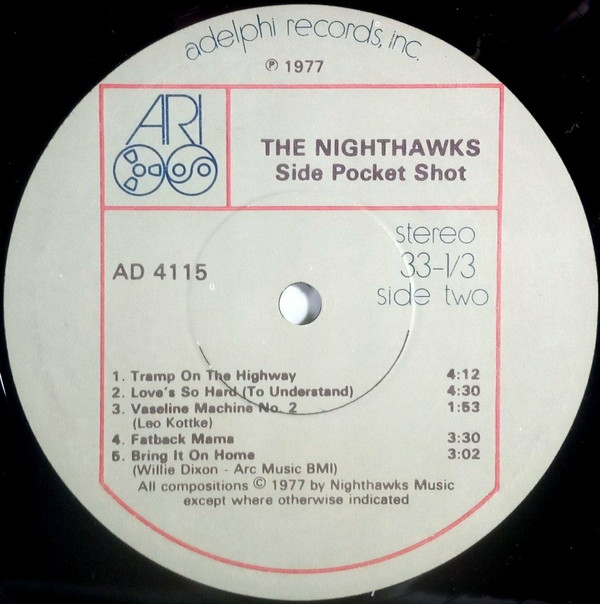 adelphi records, inc.
℗ 1977
ARI
THE NIGHTHAWKS
Side Pocket Shot
stereo
33-1/3
side two
AD 4115
1. Tramp On The Highway 4:12
2. Love's So Hard (To Understand) 4:30
3. Vaseline Machine No. 2 1:53
(Leo Kottke)
4. Fatback Mama 3:30
5. Bring It On Home 3:02
(Willie Dixon - Arc Music BMI)
All compositions © 1977 by Nighthawks Music
except where otherwise indicated